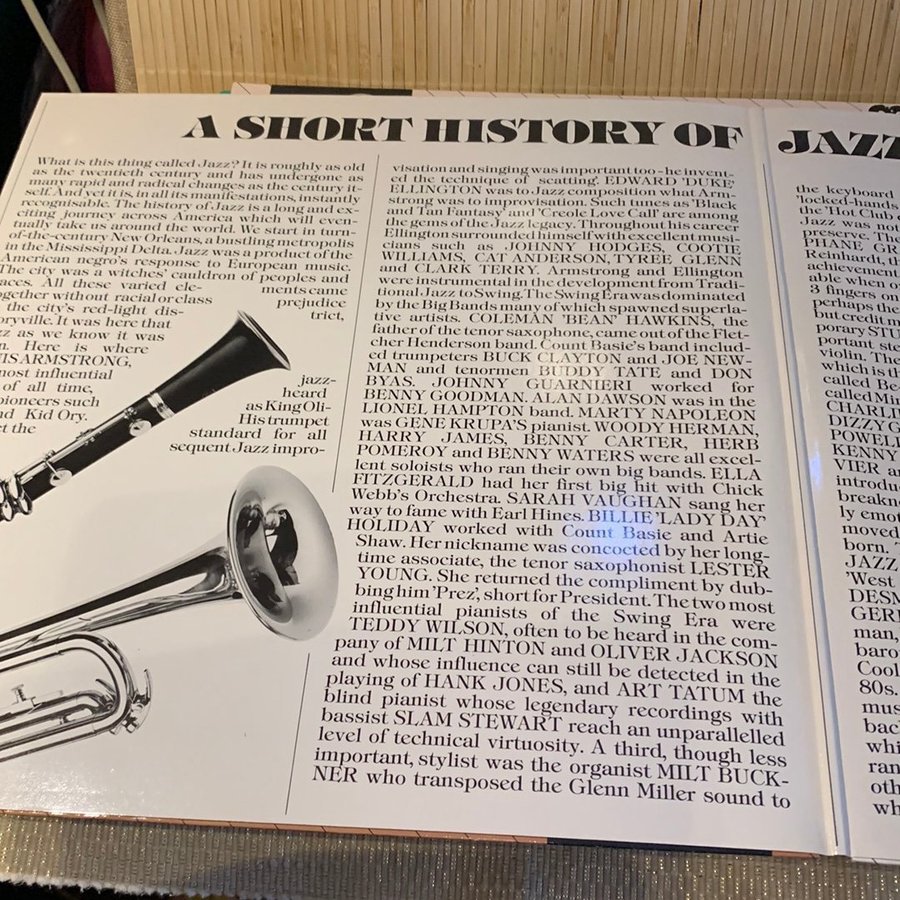 A SHORT HISTORY OF JAZZ
What is this thing called Jazz? It is roughly as old
as the twentieth century and has undergone as
many rapid and radical changes as the century it-
self. And yet it is, in all its manifestations, instantly
recognisable. The history of Jazz is a long and ex-
citing journey across America which will even-
tually take us around the world. We start in turn-
of-the-century New Orleans, a bustling metropolis
in the Mississippi Delta. Jazz was a product of the
American negro's response to European music.
The city was a witches' cauldron of peoples and
aces. All these varied ele- ments came
ogether without racial or class prejudice
the city's red-light dis- trict,
oryville. It was here that
zz as we know it was
n. Here is where jazz-
IS ARMSTRONG, heard
most influential as King Oli-
of all time, His trumpet
pioneers such standard for all
nd Kid Ory. sequent Jazz impro-
et the
visation and singing was important too - he invent-
ed the technique of 'scatting'. EDWARD 'DUKE'
ELLINGTON was to Jazz composition what Arm-
strong was to improvisation. Such tunes as 'Black
and Tan Fantasy' and 'Creole Love Call' are among
the gems of the Jazz legacy. Throughout his career
Ellington surrounded himself with excellent musi-
cians such as JOHNNY HODGES, COOTIE
WILLIAMS, CAT ANDERSON, TYREE GLENN
and CLARK TERRY. Armstrong and Ellington
were instrumental in the development from Tradi-
tional Jazz to Swing. The Swing Era was dominated
by the Big Bands many of which spawned superla-
tive artists. COLEMAN 'BEAN' HAWKINS, the
father of the tenor saxophone, came out of the Flet-
cher Henderson band. Count Basie's band includ-
ed trumpeters BUCK CLAYTON and JOE NEW-
MAN and tenormen BUDDY TATE and DON
BYAS. JOHNNY GUARNIERI worked for
BENNY GOODMAN. ALAN DAWSON was in the
LIONEL HAMPTON band. MARTY NAPOLEON
was GENE KRUPA'S pianist. WOODY HERMAN,
HARRY JAMES, BENNY CARTER, HERB
POMEROY and BENNY WATERS were all excel-
lent soloists who ran their own big bands. ELLA
FITZGERALD had her first big hit with Chick
Webb's Orchestra. SARAH VAUGHAN sang her
way to fame with Earl Hines. BILLIE 'LADY DAY'
HOLIDAY worked with Count Basie and Artie
Shaw. Her nickname was concocted by her long-
time associate, the tenor saxophonist LESTER
YOUNG. She returned the compliment by dub-
bing him 'Prez', short for President. The two most
influential pianists of the Swing Era were
TEDDY WILSON, often to be heard in the com-
pany of MILT HINTON and OLIVER JACKSON
and whose influence can still be detected in the
playing of HANK JONES, and ART TATUM the
blind pianist whose legendary recordings with
bassist SLAM STEWART reach an unparallelled
level of technical virtuosity. A third, though less
important, stylist was the organist MILT BUCK-
NER who transposed the Glenn Miller sound to
the keyboard
'locked-hands
the 'Hot Club
Jazz was not
preserve. The
PHANE GR
Reinhardt, th
achievement
able when o
3 fingers on
perhaps the
but credit m
porary STU
portant ste
violin. The
which is th
called Be-
called Min
CHARLI
DIZZY G
POWELL
KENNY
VIER a
introdu
breakn
ly emo
moved
born.
JAZZ
'West
DESM
GER
man,
baro
Cool
80s.
mus
bac
whi
ran
oth
wh